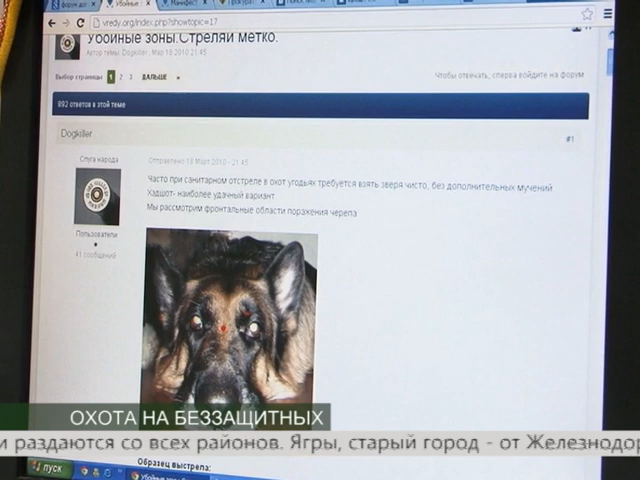 форум дог
Убойные з
Манифест
прокурат
vredy.org/index.php?showtopic=17
Убойные зоны.Стреляй метко.
Автор темы: Dogkiller, Мар 18 2010 21:45
Выбор страницы 1 2 3 ДАЛЬШЕ »
Чтобы отвечать, сперва войдите на форум
892 ответов в этой теме
Dogkiller
#1
Слуга народа
Отправлено 18 Март 2010 - 21:45
Часто при санитарном отстреле в охот угодьях требуется взять зверя чисто, без дополнительных мучений
Хэдшот- наиболее удачный вариант
Мы рассмотрим фронтальные области поражения черепа
Пользователи
41 сообщений
ОХОТА НА БЕЗЗАЩИТНЫХ
и раздаются со всех районов. Ягры, старый город - от Железнодор
Образец выстрела:
пуск